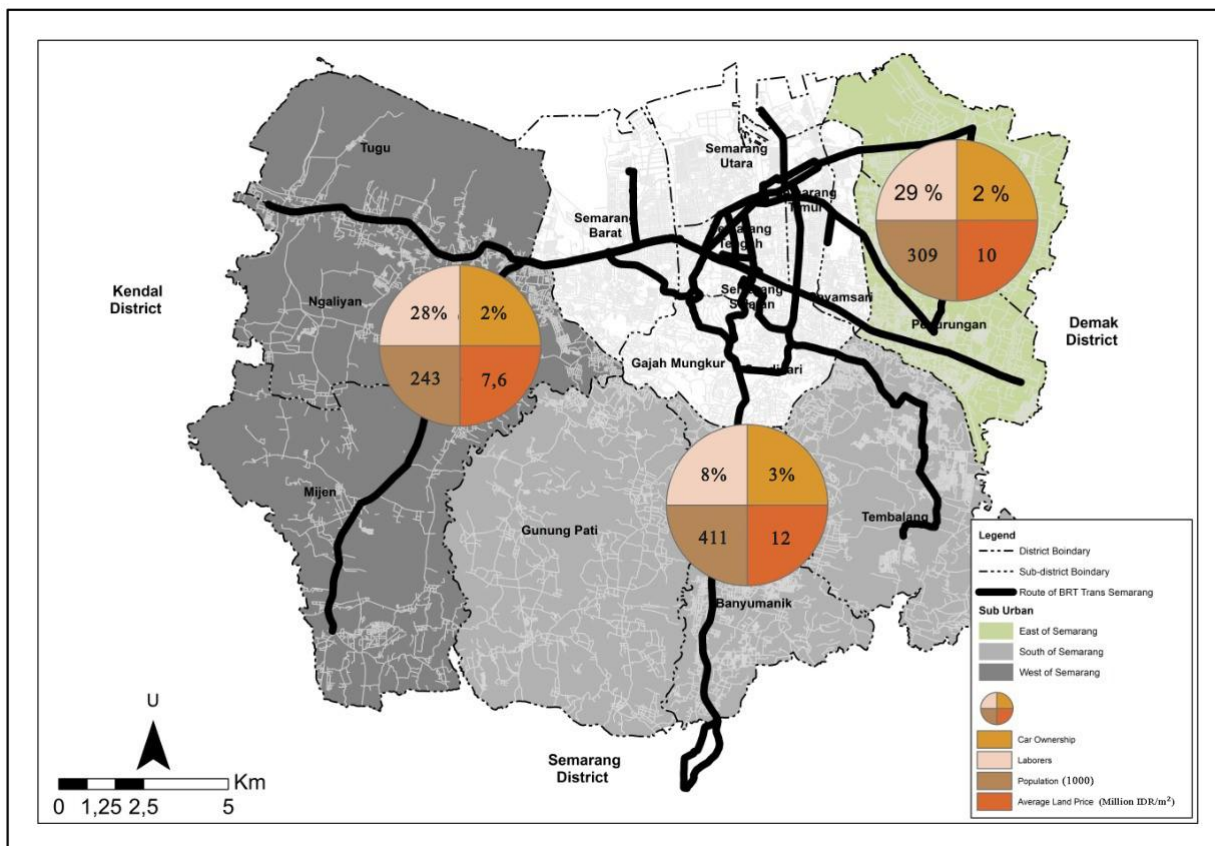 Tugu
Semarang
Utara
29 %
2 %
309
10
Timur
Semarang
Barat
Tengah
Kendal
District
Ngaliyan
28%
2%
243
7,6
Demak
District
Gajah Mungkur
8%
3%
411
12
Mijen
Gunung Pati
Tembalang
Banyumanik
Semarang
District
U
Km
0 1,25 2,5 5
Legend
District Boindary
Sub-district Boindary
Route of BRT Trans Semarang
Sub Urban
East of Semarang
South of Semarang
West of Semarang
Car Ownership
Laborers
Population (1000)
Average Land Price (Million IDR/m²)